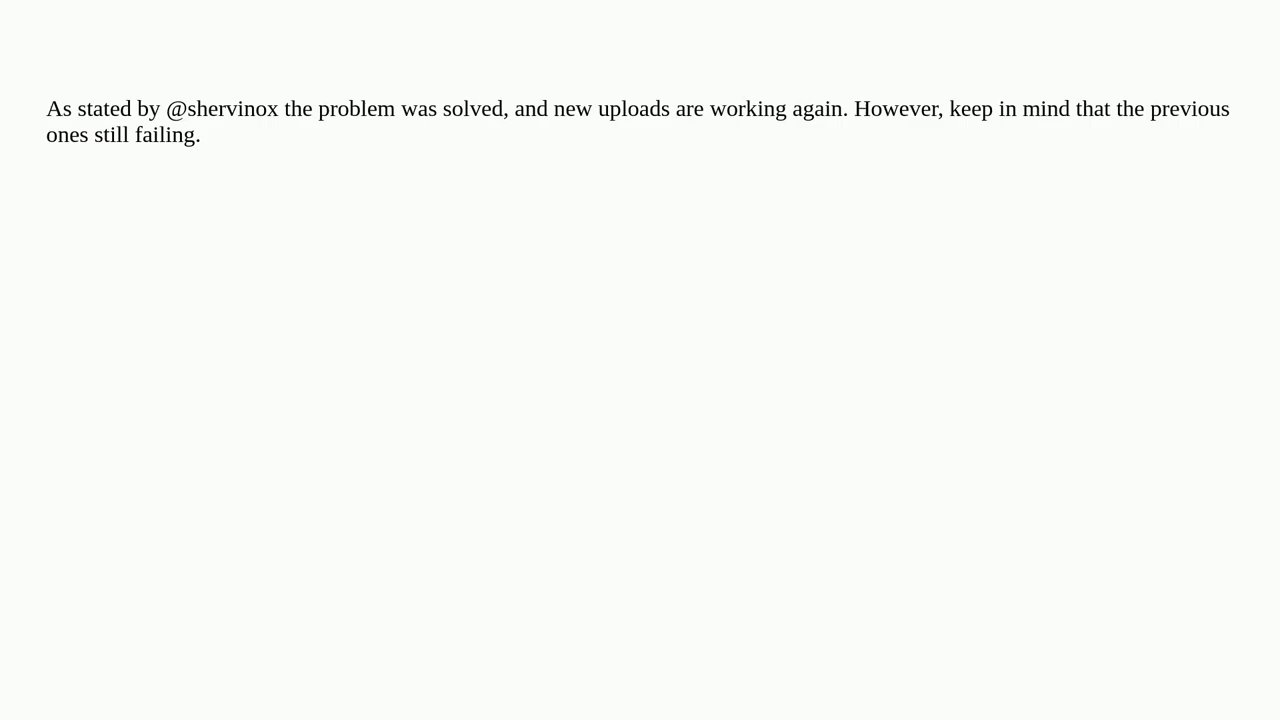 As stated by @shervinox the problem was solved, and new uploads are working again. However, keep in mind that the previous
ones still failing.